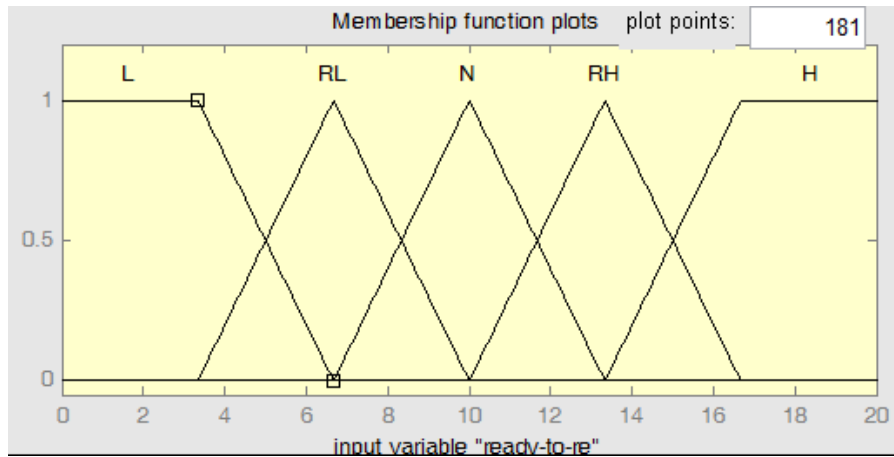 Membership function plots plot points: 181
L RL N RH H
1
0.5
0
0 2 4 6 8 10 12 14 16 18 20
input variable "ready-to-re"